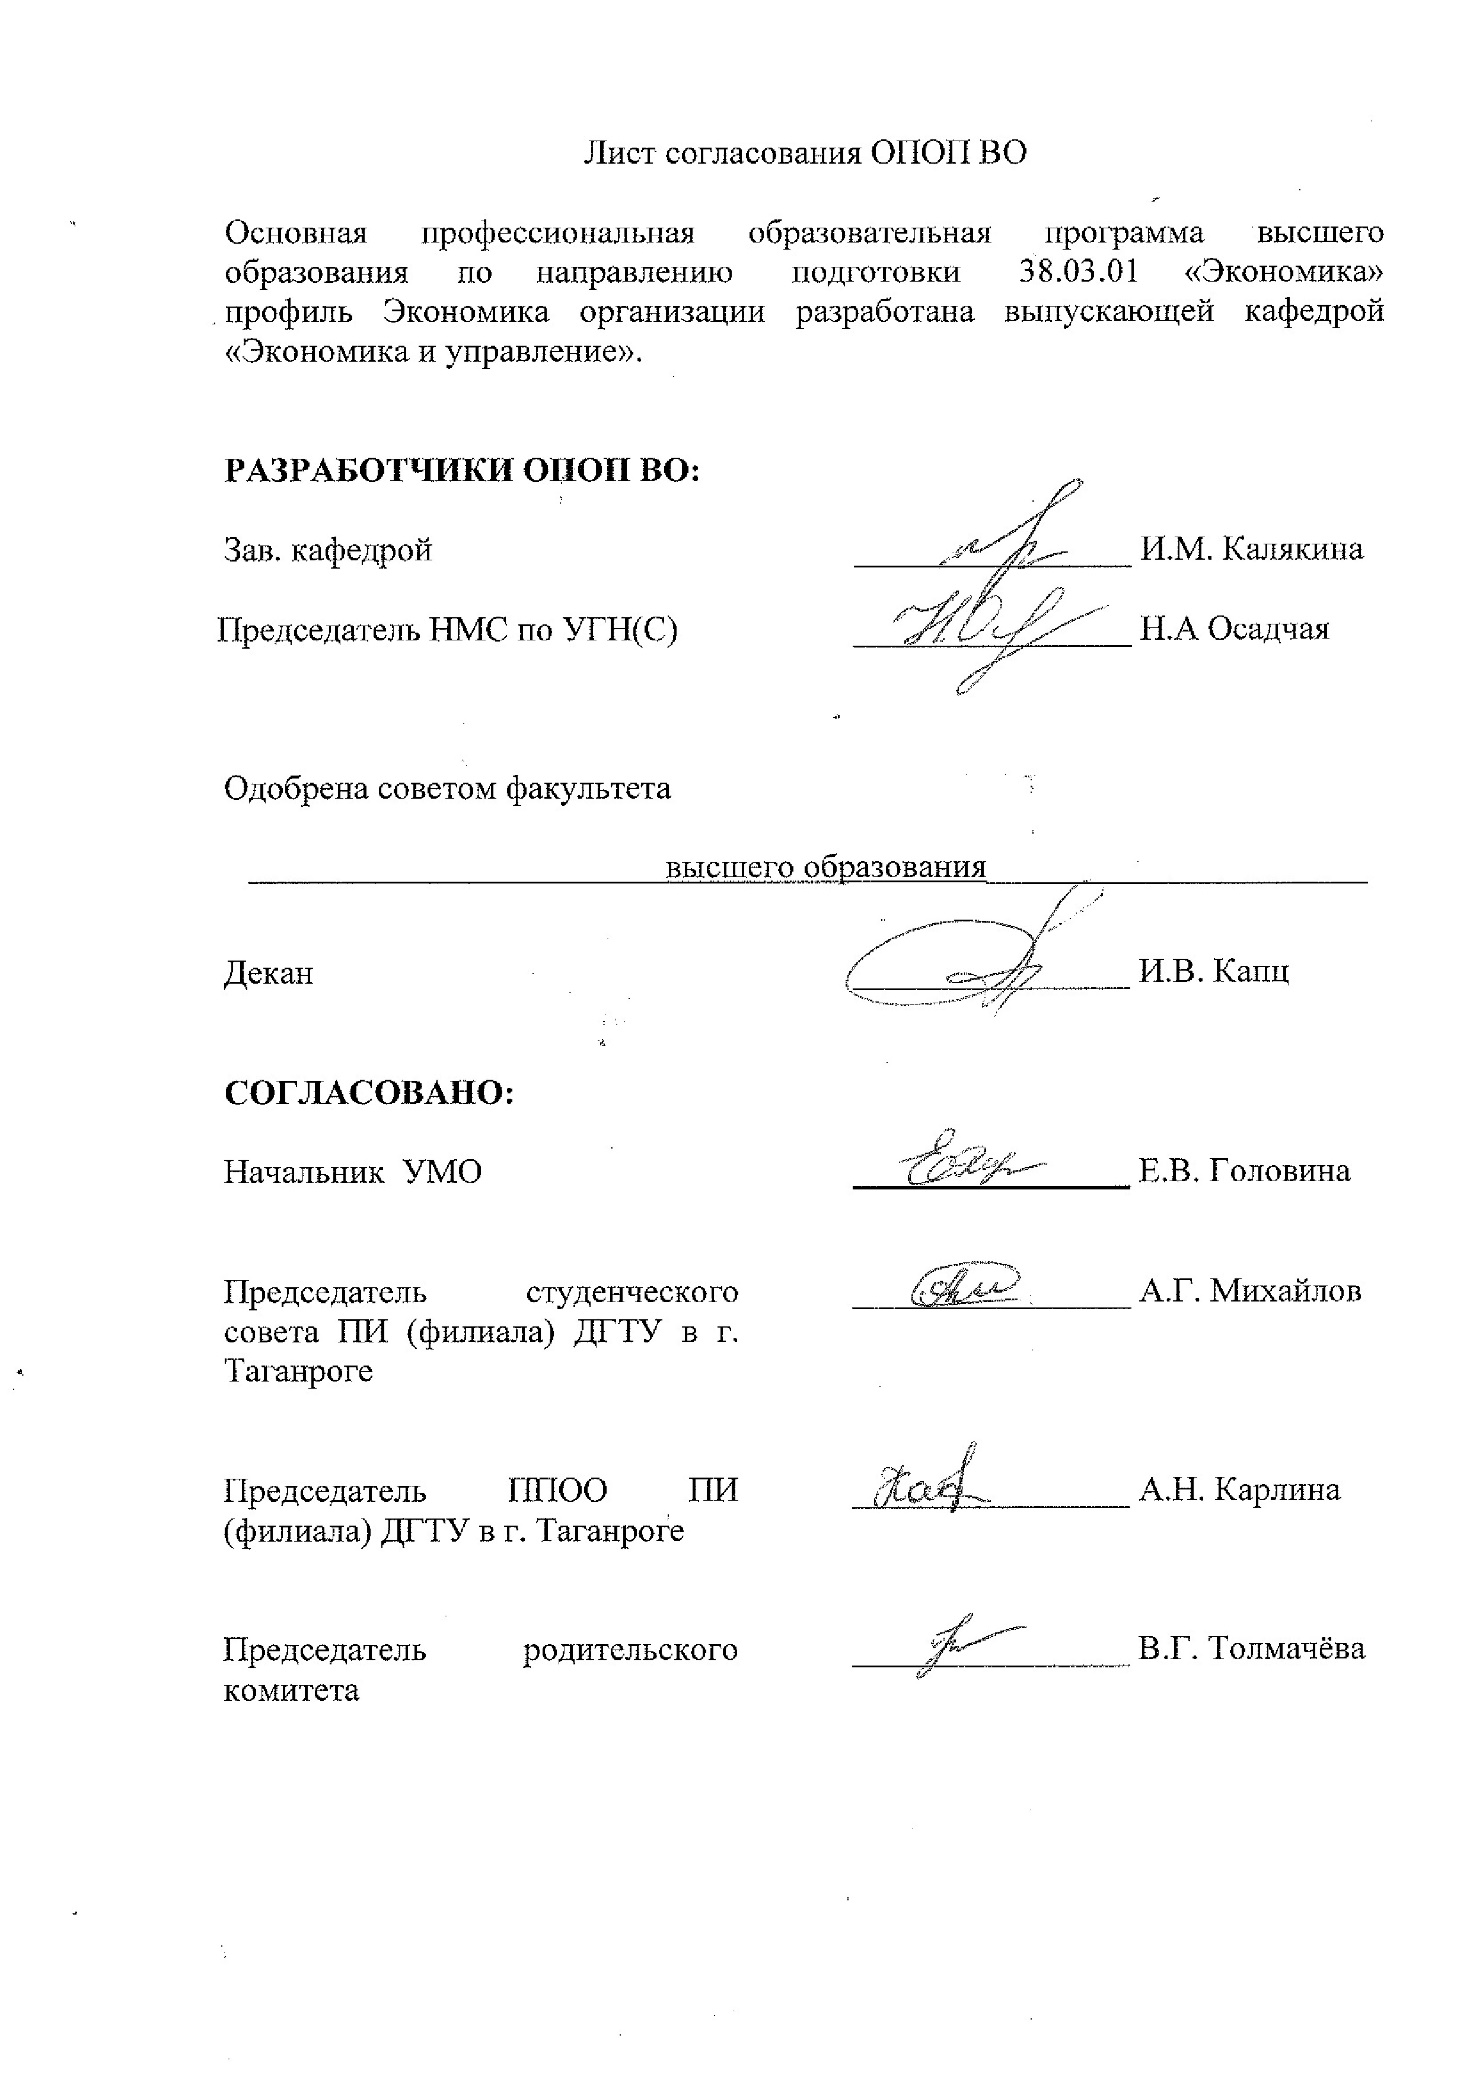 Лист согласования ОПОП ВО
Основная профессиональная образовательная программа высшего
образования по направлению подготовки 38.03.01 «Экономика»
профиль Экономика организации разработана выпускающей кафедрой
«Экономика и управление».
РАЗРАБОТЧИКИ ОПОП ВО:
Зав. кафедрой И.М. Калякина
Председатель НМС по УГН(С) Н.А Осадчая
Одобрена советом факультета
высшего образования
Декан И.В. Капц
СОГЛАСОВАНО:
Начальник УМО Е.В. Головина
Председатель студенческого А.Г. Михайлов
совета ПИ (филиала) ДГТУ в г.
Таганроге
Председатель ППОО ПИ А.Н. Карлина
(филиала) ДГТУ в г. Таганроге
Председатель родительского В.Г. Толмачёва
комитета